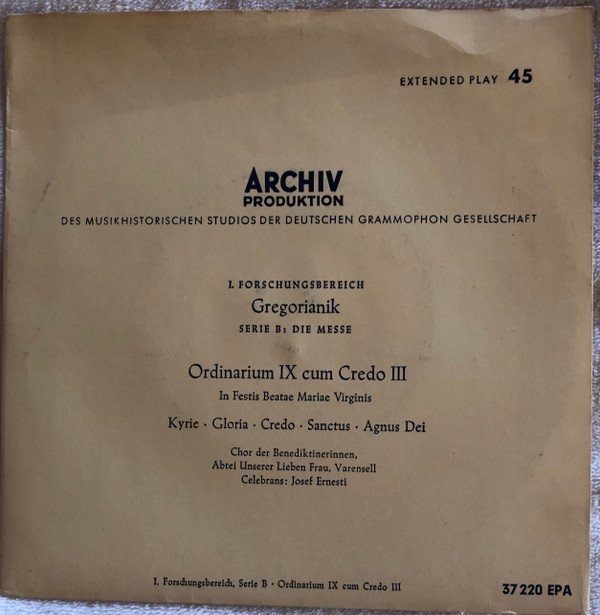 EXTENDED PLAY 45
ARCHIV
PRODUKTION
DES MUSIKHISTORISCHEN STUDIOS DER DEUTSCHEN GRAMMOPHON GESELLSCHAFT
I. FORSCHUNGSBEREICH
Gregorianik
SERIE B: DIE MESSE
Ordinarium IX cum Credo III
In Festis Beatae Mariae Virginis
Kyrie · Gloria · Credo · Sanctus · Agnus Dei
Chor der Benediktinerinnen,
Abtei Unserer Lieben Frau, Varensell
Celebrans: Josef Ernesti
I. Forschungsbereich, Serie B · Ordinarium IX cum Credo III
37 220 EPA